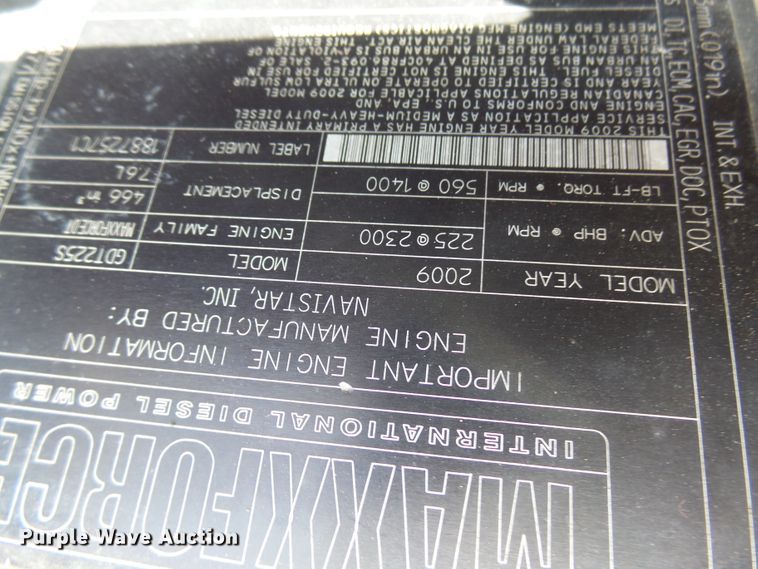 MAXXFORCE
INTERNATIONAL DIESEL POWER
IMPORTANT ENGINE INFORMATION
ENGINE MANUFACTURED BY:
NAVISTAR, INC.
MODEL YEAR 2009 MODEL GDT225S
ADV. BHP @ RPM 225@2300 ENGINE FAMILY MAXXFORCEDT
LB-FT TORQ. @ RPM 560@1400 DISPLACEMENT 466 in³
7.6L
LABEL NUMBER, 1887257C1
THIS 2009 MODEL YEAR ENGINE HAS A PRIMARY INTENDED
SERVICE APPLICATION AS A MEDIUM-HEAVY-DUTY DIESEL
ENGINE AND CONFORMS TO U.S. EPA, AND
CANADIAN REGULATIONS FOR 2009 MODEL
YEAR AND IS CERTIFIED TO OPERATE ON ULTRA LOW SULFUR
DIESEL FUEL
THIS ENGINE IS NOT CERTIFIED FOR USE IN
AN URBAN BUS AS DEFINED AT 40CFR86.093-2. SALE OF
THIS ENGINE FOR USE IN AN URBAN BUS IS A VIOLATION OF
FEDERAL LAW UNDER THE CLEAN AIR ACT.
MEETS EMD
INT. & EXH.
DI, TC, ECM, CAC, EGR, DOC, PTOX
Purple Wave Auction